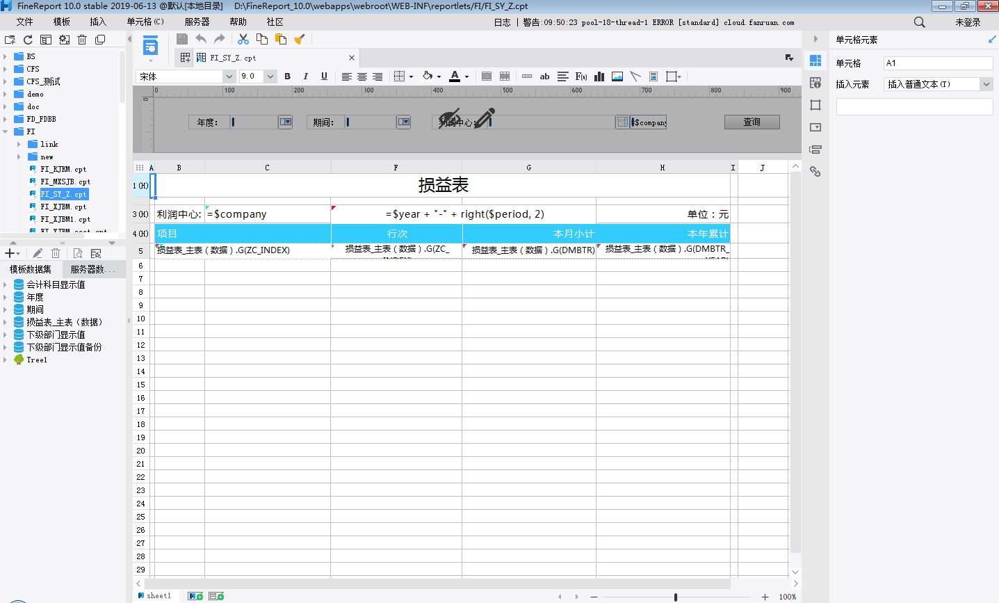 FineReport 10.0 stable 2019-06-13 @默认[本地目录] D:\FineReport_10.0\webapps\webroot\WEB-INF\reportlets/FI/FI_SY_Z.cpt
文件 模板 插入 单元格(C) 服务器 帮助 社区 日志 | 警告:09:50:23 pool-18-thread-1 ERROR [standard] cloud.fanruan.com 未登录
BS
CFS
CFS_测试
demo
doc
FD_FDBB
FI
link
new
FI_KJKM.cpt
FI_MXSJB.cpt
FI_SY_Z.cpt
FI_XJBM.cpt
FI_XJBM1.cpt
模板数据集 服务器数...
会计科目显示值
年度
期间
损益表_主表（数据）
下级部门显示值
下级部门显示值备份
Tree1
FI_SY_Z.cpt
宋体 9.0 B I U A ab F(x)
0 100 200 300 400 500 600 700 800 900
0
年度: 期间: 利润中心: $company 查询
A B C F G H I J
1(H) 损益表
3(H) 利润中心: =$company =$year + "-" + right($period, 2) 单位：元
4(H) 项目 行次 本月小计 本年累计
5 损益表_主表（数据）.G(ZC_INDEX) 损益表_主表（数据）.G(ZC_INDEX) 损益表_主表（数据）.G(DMBTR) 损益表_主表（数据）.G(DMBTR_YEAR)
6
7
8
9
10
11
12
13
14
15
16
17
18
19
20
21
22
23
24
25
26
27
28
29
sheet1 100%
单元格元素
单元格 A1
插入元素 插入普通文本(T)